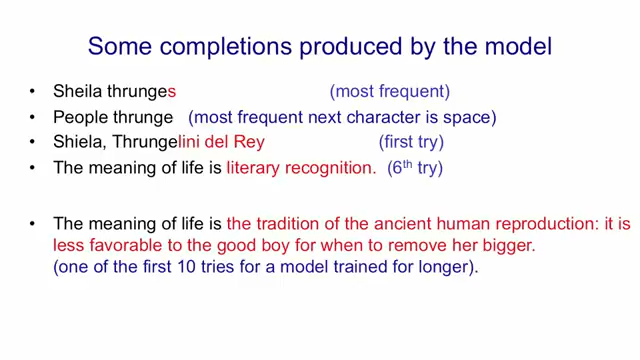 Some completions produced by the model
• Sheila thrunges (most frequent)
• People thrunge (most frequent next character is space)
• Shiela, Thrungelini del Rey (first try)
• The meaning of life is literary recognition. (6th try)
• The meaning of life is the tradition of the ancient human reproduction: it is
less favorable to the good boy for when to remove her bigger.
(one of the first 10 tries for a model trained for longer).